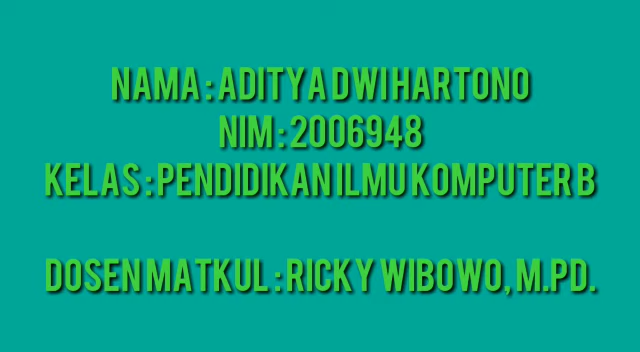 NAMA : ADITYA DWI HARTONO
NIM : 2006948
KELAS : PENDIDIKAN ILMU KOMPUTER B
DOSEN MATKUL : RICKY WIBOWO, M.PD.